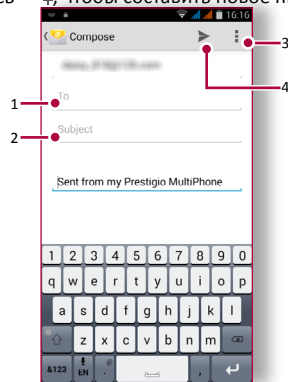 4, чтобы составить новое п
16:16
Compose
3
4
1
To
2
Subject
Sent from my Prestigio MultiPhone
1 2 3 4 5 6 7 8 9 0
q w e r t y u i o p
a s d f g h j k l
z x c v b n m
&123 EN @ ,